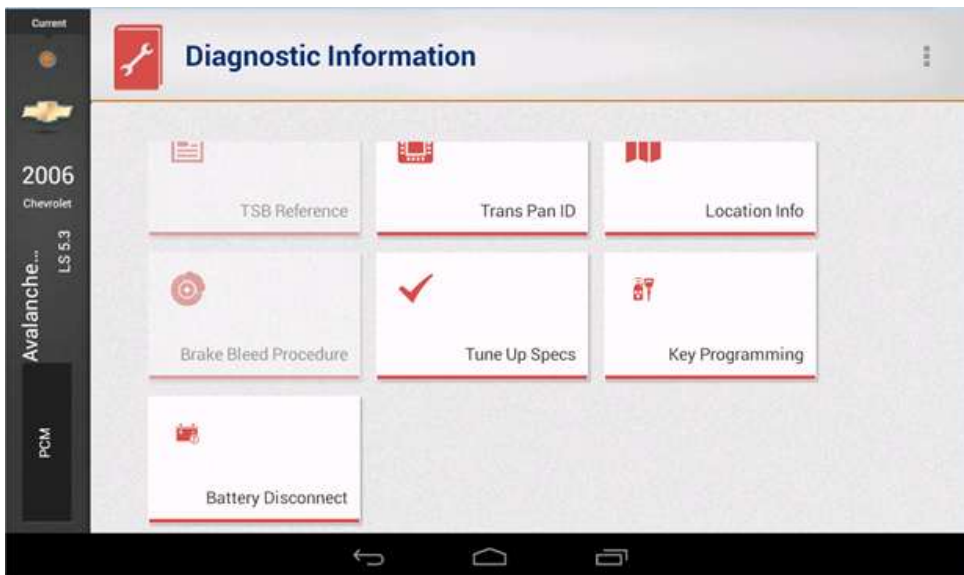 Current
Diagnostic Information
2006
Chevrolet
Avalanche...
LS 5.3
PCM
TSB Reference
Trans Pan ID
Location Info
Brake Bleed Procedure
Tune Up Specs
Key Programming
Battery Disconnect